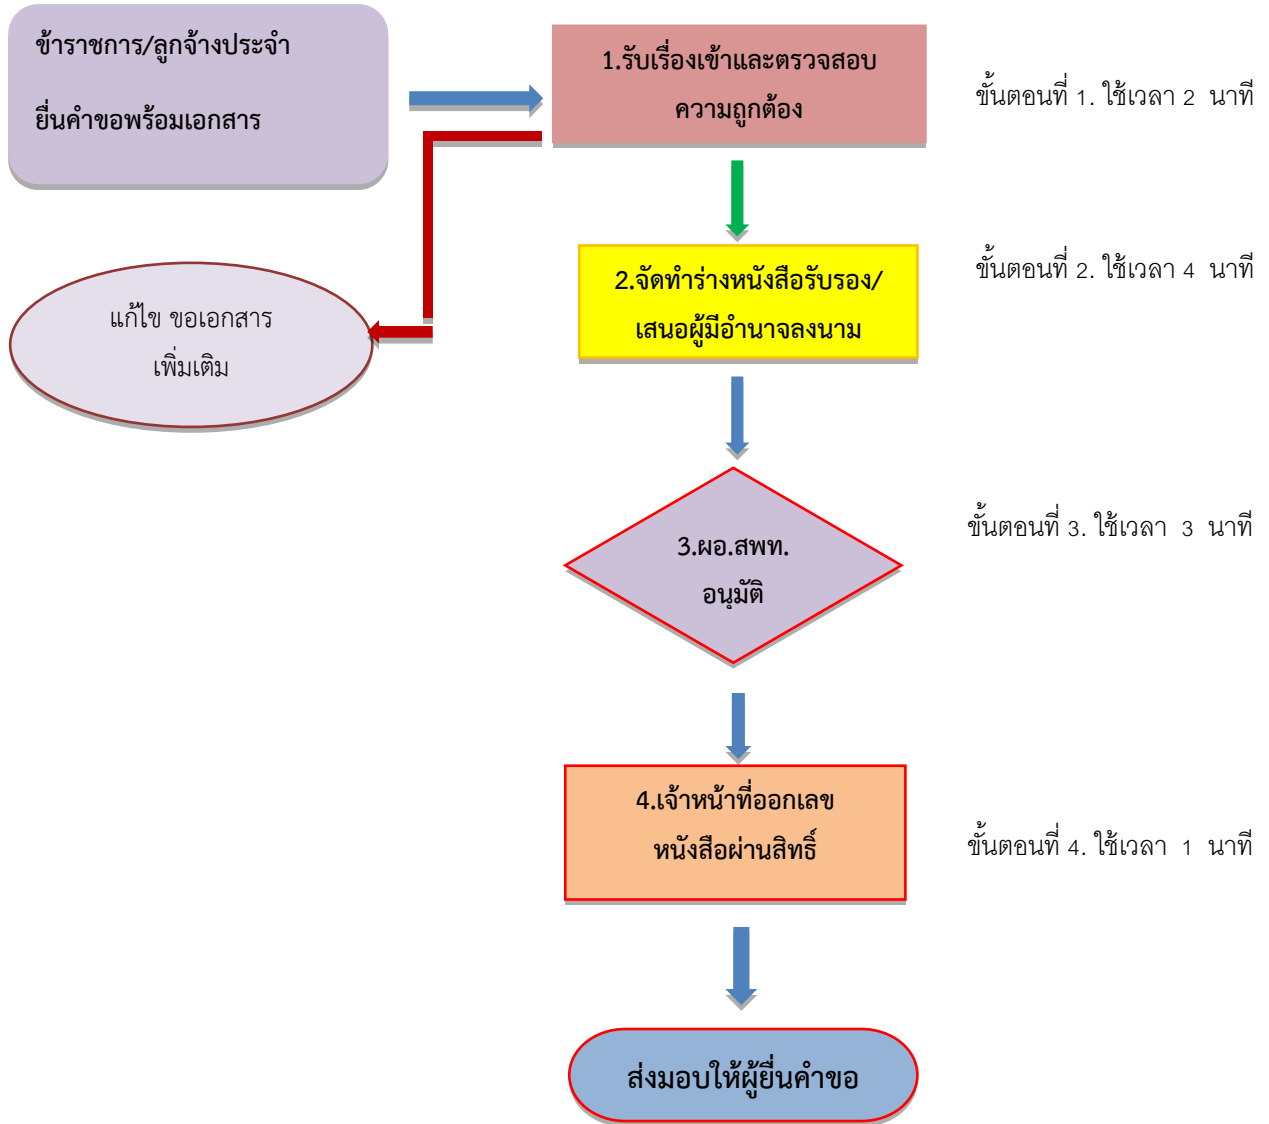 ข้าราชการ/ลูกจ้างประจำ
ยื่นคำขอพร้อมเอกสาร
1.รับเรื่องเข้าและตรวจสอบ
ความถูกต้อง
ขั้นตอนที่ 1. ใช้เวลา 2 นาที
แก้ไข ขอเอกสาร
เพิ่มเติม
2.จัดทำร่างหนังสือรับรอง/
เสนอผู้มีอำนาจลงนาม
ขั้นตอนที่ 2. ใช้เวลา 4 นาที
3.ผอ.สพท.
อนุมัติ
ขั้นตอนที่ 3. ใช้เวลา 3 นาที
4.เจ้าหน้าที่ออกเลข
หนังสือผ่านสิทธิ์
ขั้นตอนที่ 4. ใช้เวลา 1 นาที
ส่งมอบให้ผู้ยื่นคำขอ